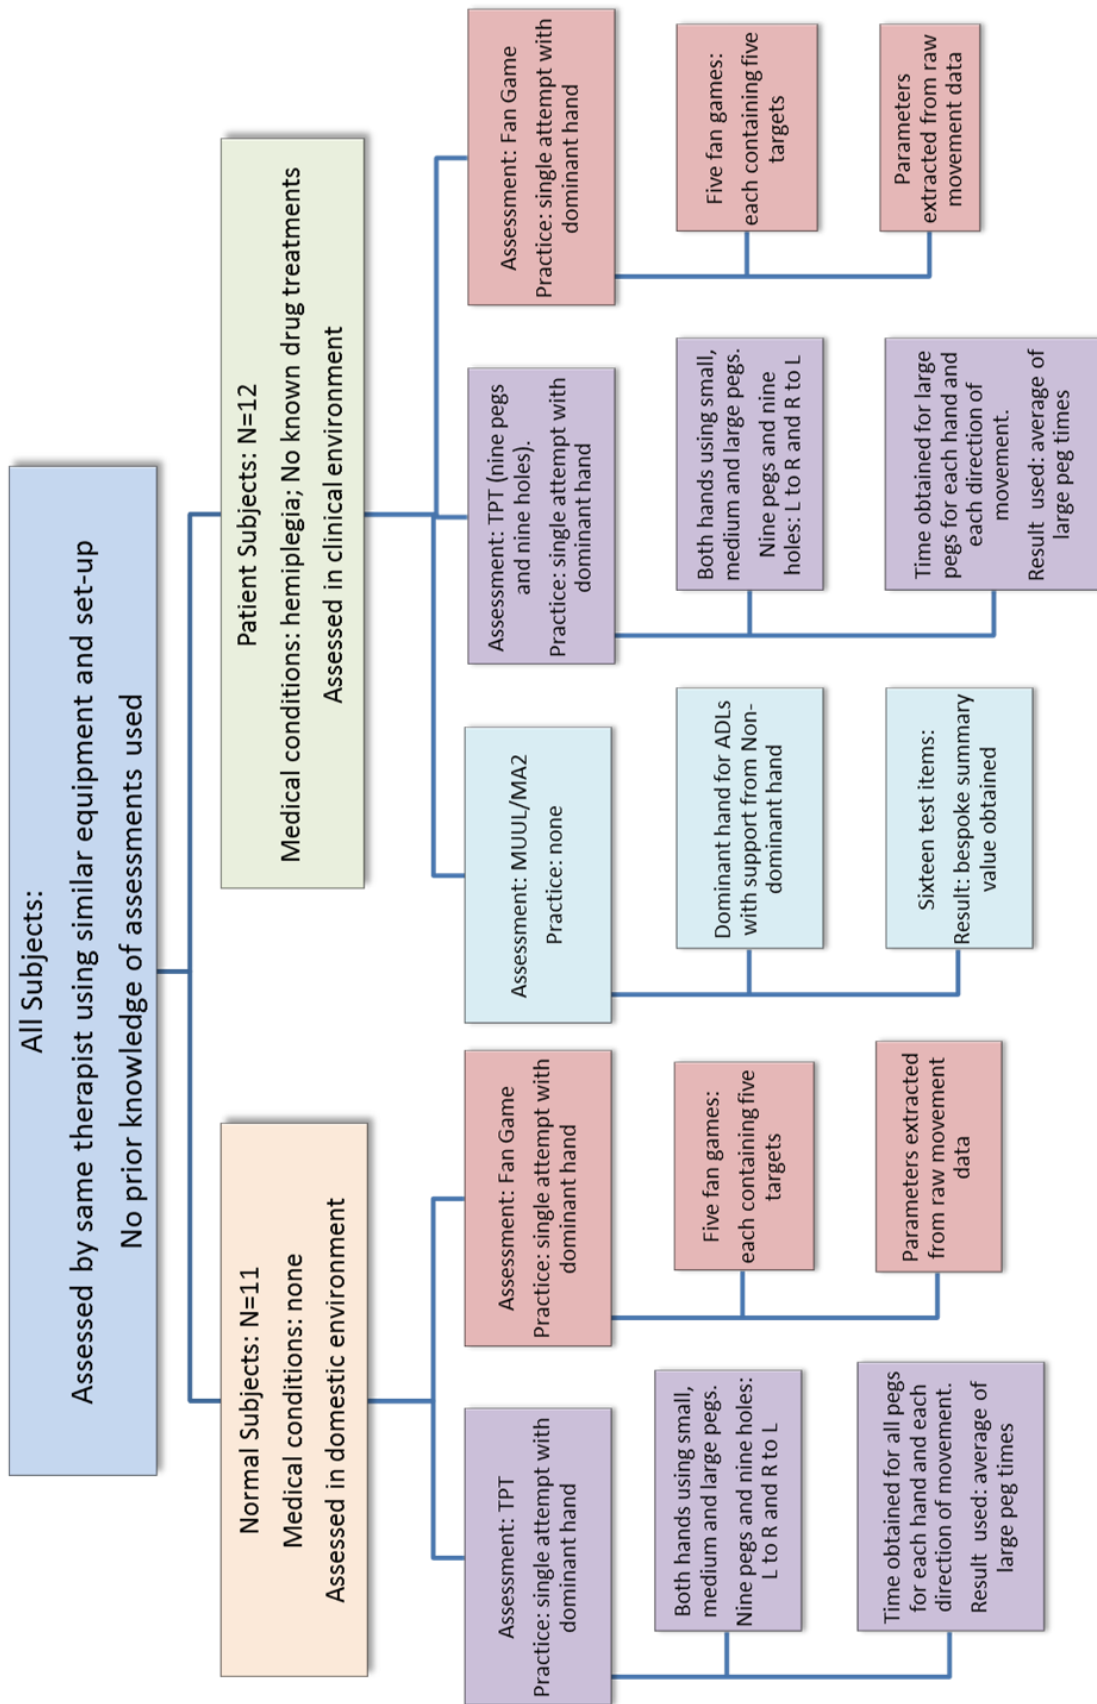 All Subjects:
Assessed by same therapist using similar equipment and set-up
No prior knowledge of assessments used
Normal Subjects: N=11
Medical conditions: none
Assessed in domestic environment
Patient Subjects: N=12
Medical conditions: hemiplegia; No known drug treatments
Assessed in clinical environment
Assessment: TPT
Practice: single attempt with
dominant hand
Both hands using small,
medium and large pegs.
Nine pegs and nine holes:
L to R and R to L
Time obtained for all pegs
for each hand and each
direction of movement.
Result used: average of
large peg times
Assessment: Fan Game
Practice: single attempt with
dominant hand
Five fan games:
each containing five
targets
Parameters extracted
from raw movement
data
Assessment: MUUL/MA2
Practice: none
Dominant hand for ADLs
with support from Non-
dominant hand
Sixteen test items:
Result: bespoke summary
value obtained
Assessment: TPT (nine pegs
and nine holes).
Practice: single attempt with
dominant hand
Both hands using small,
medium and large pegs.
Nine pegs and nine
holes: L to R and R to L
Time obtained for large
pegs for each hand and
each direction of
movement.
Result used: average of
large peg times
Assessment: Fan Game
Practice: single attempt with
dominant hand
Five fan games:
each containing five
targets
Parameters
extracted from raw
movement data